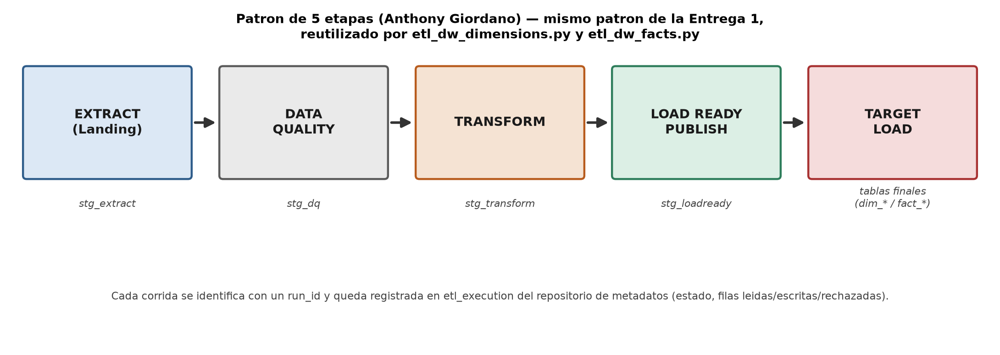 Patron de 5 etapas (Anthony Giordano) — mismo patron de la Entrega 1,
reutilizado por etl_dw_dimensions.py y etl_dw_facts.py
EXTRACT
(Landing)
DATA
QUALITY
TRANSFORM
LOAD READY
PUBLISH
TARGET
LOAD
stg_extract
stg_dq
stg_transform
stg_loadready
tablas finales
(dim_* / fact_*)
Cada corrida se identifica con un run_id y queda registrada en etl_execution del repositorio de metadatos (estado, filas leidas/escritas/rechazadas).